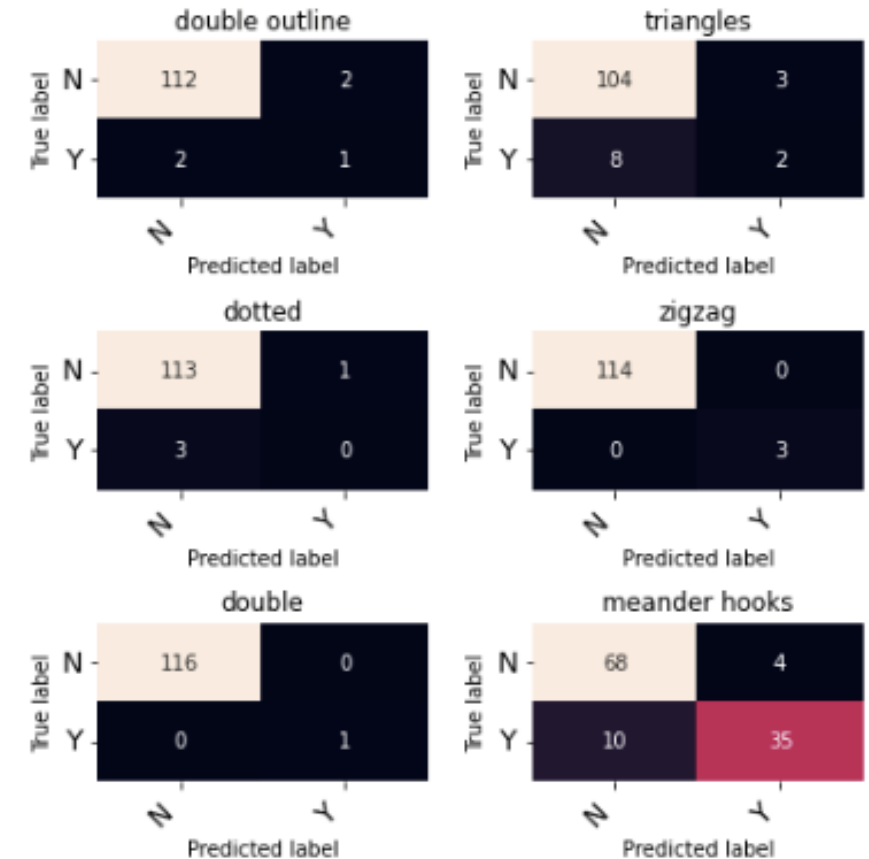 double outline
True label
N 112 2
Y 2 1
N Y
Predicted label
triangles
True label
N 104 3
Y 8 2
N Y
Predicted label
dotted
True label
N 113 1
Y 3 0
N Y
Predicted label
zigzag
True label
N 114 0
Y 0 3
N Y
Predicted label
double
True label
N 116 0
Y 0 1
N Y
Predicted label
meander hooks
True label
N 68 4
Y 10 35
N Y
Predicted label